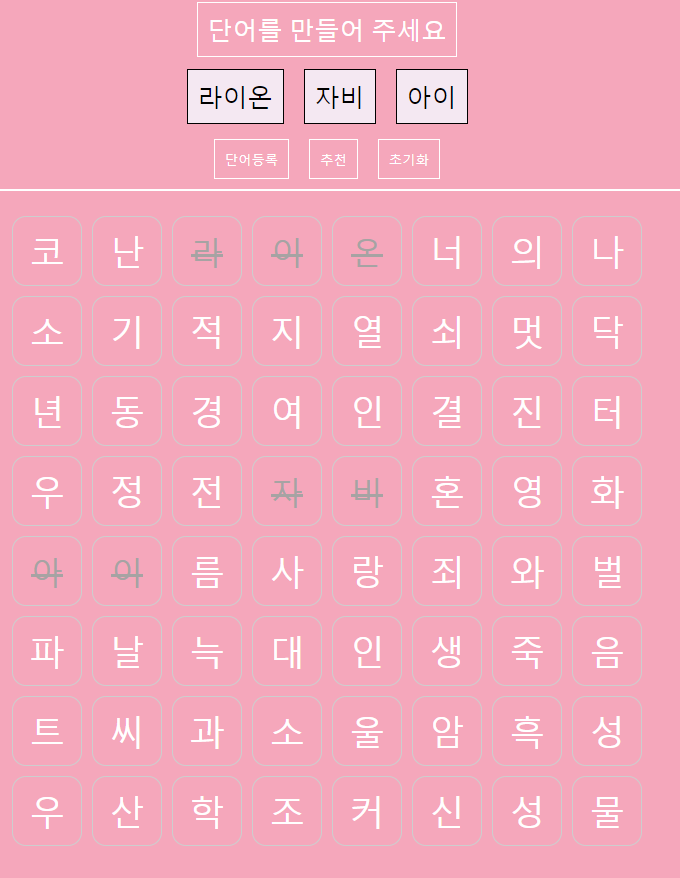 단어를 만들어 주세요
라이온 자비 아이
단어등록 추천 초기화
코 난 라 이 온 너 의 나
소 기 적 지 열 쇠 멋 닥
년 동 경 여 인 결 진 터
우 정 전 자 비 혼 영 화
아 이 름 사 랑 죄 와 벌
파 날 늑 대 인 생 죽 음
트 씨 과 소 울 암 흑 성
우 산 학 조 커 신 성 물